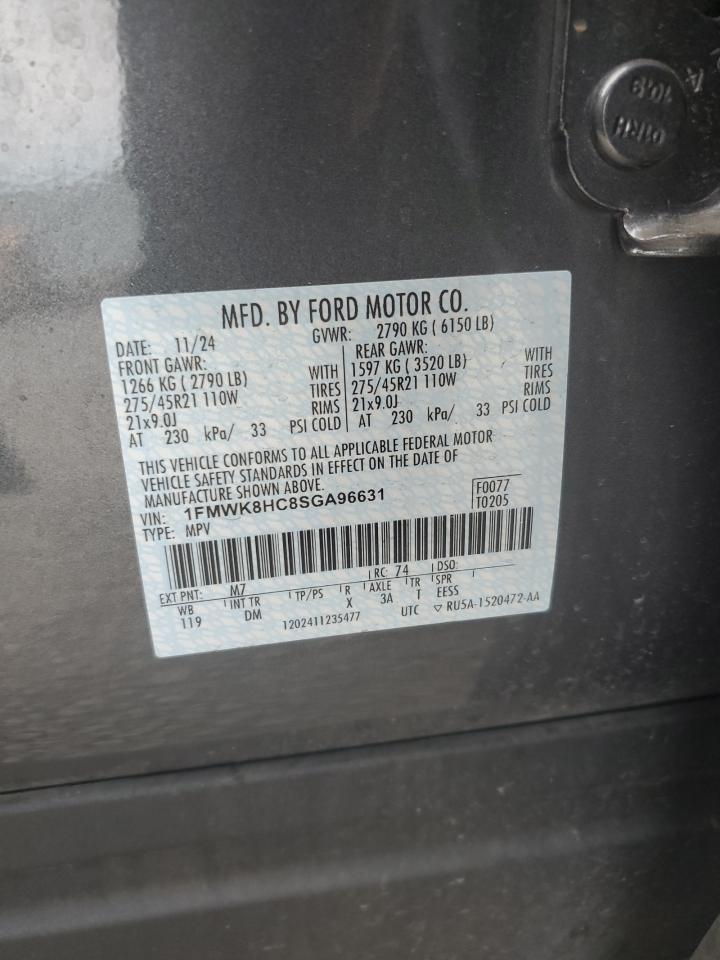 10.9
01RH
MFD. BY FORD MOTOR CO.
DATE: 11/24 GVWR: 2790 KG ( 6150 LB)
FRONT GAWR: REAR GAWR:
1266 KG ( 2790 LB) WITH 1597 KG ( 3520 LB) WITH
275/45R21 110W TIRES 275/45R21 110W TIRES
21x9.0J RIMS 21x9.0J RIMS
AT 230 kPa/ 33 PSI COLD AT 230 kPa/ 33 PSI COLD
THIS VEHICLE CONFORMS TO ALL APPLICABLE FEDERAL MOTOR
VEHICLE SAFETY STANDARDS IN EFFECT ON THE DATE OF
MANUFACTURE SHOWN ABOVE.
VIN: 1FMWK8HC8SGA96631 F0077
TYPE: MPV T0205
EXT PNT: M7 RC: 74 DSO:
WB INT TR TP/PS R AXLE TR SPR
119 DM X 3A T EESS
1202411235477 UTC ▽ RU5A-1520472-AA